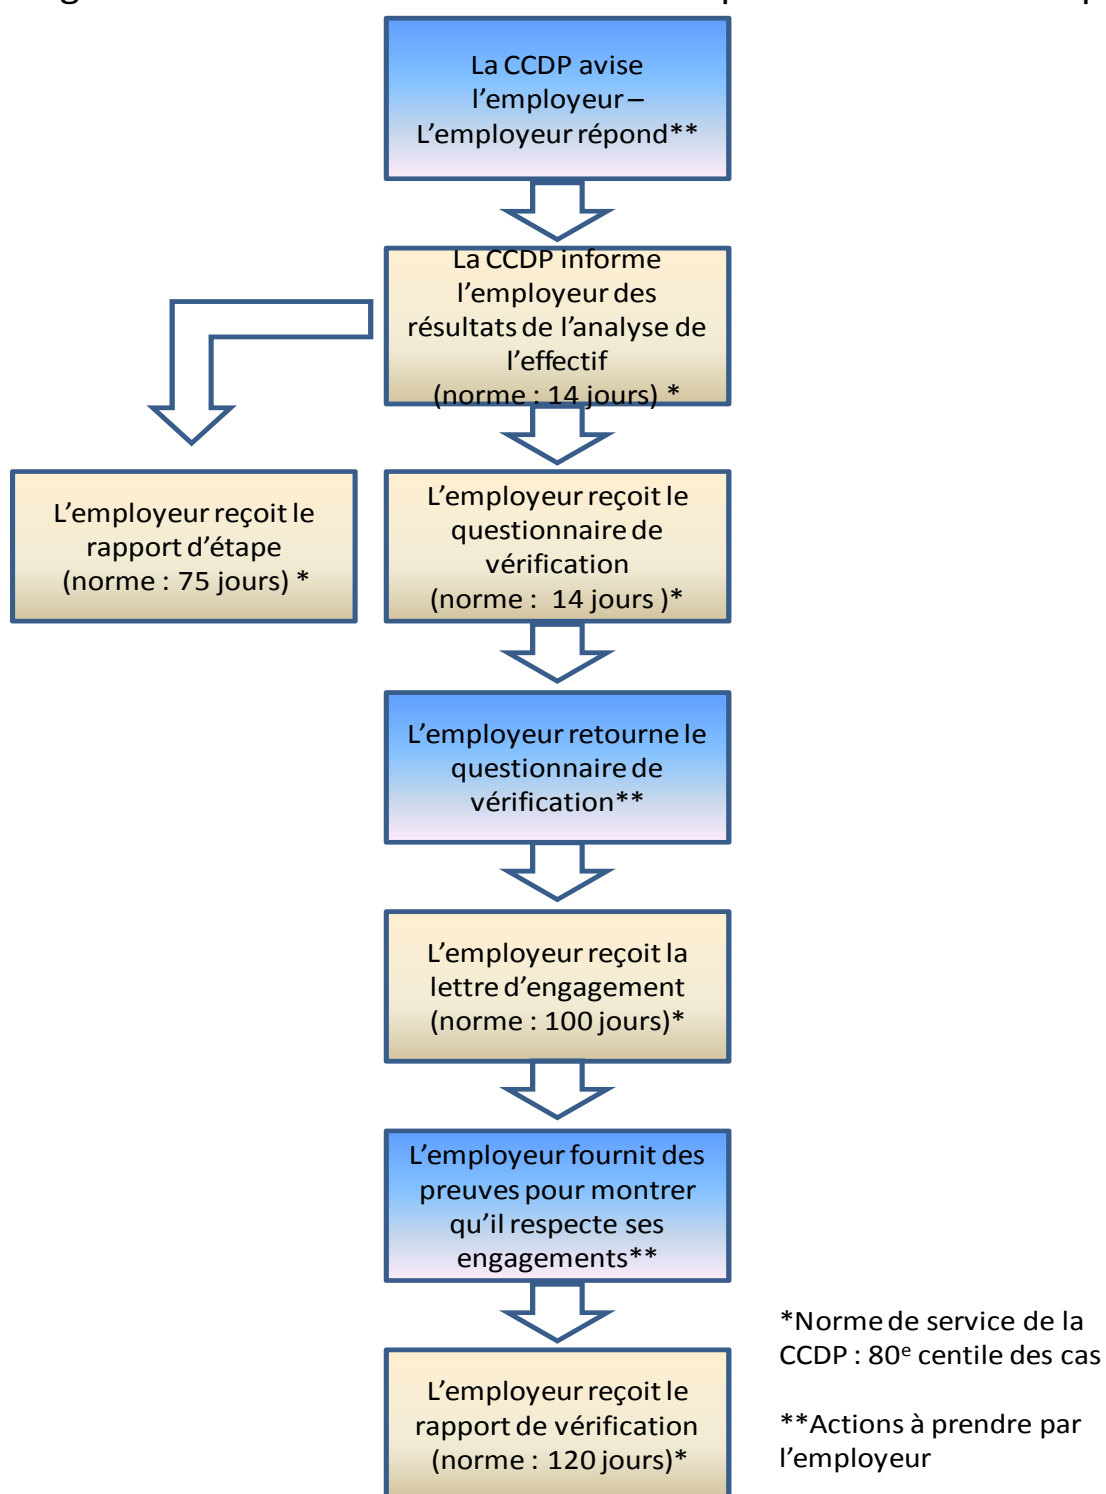 La CCDP avise
l’employeur –
L’employeur répond**
La CCDP informe
l’employeur des
résultats de l’analyse de
l’effectif
(norme : 14 jours) *
L’employeur reçoit le
rapport d’étape
(norme : 75 jours) *
L’employeur reçoit le
questionnaire de
vérification
(norme :  14 jours )*
L’employeur retourne le
questionnaire de
vérification**
L’employeur reçoit la
lettre d’engagement
(norme : 100 jours)*
L’employeur fournit des
preuves pour montrer
qu’il respecte ses
engagements**
L’employeur reçoit le
rapport de vérification
(norme : 120 jours)*
*Norme de service de la
CCDP : 80e centile des cas
**Actions à prendre par
l’employeur